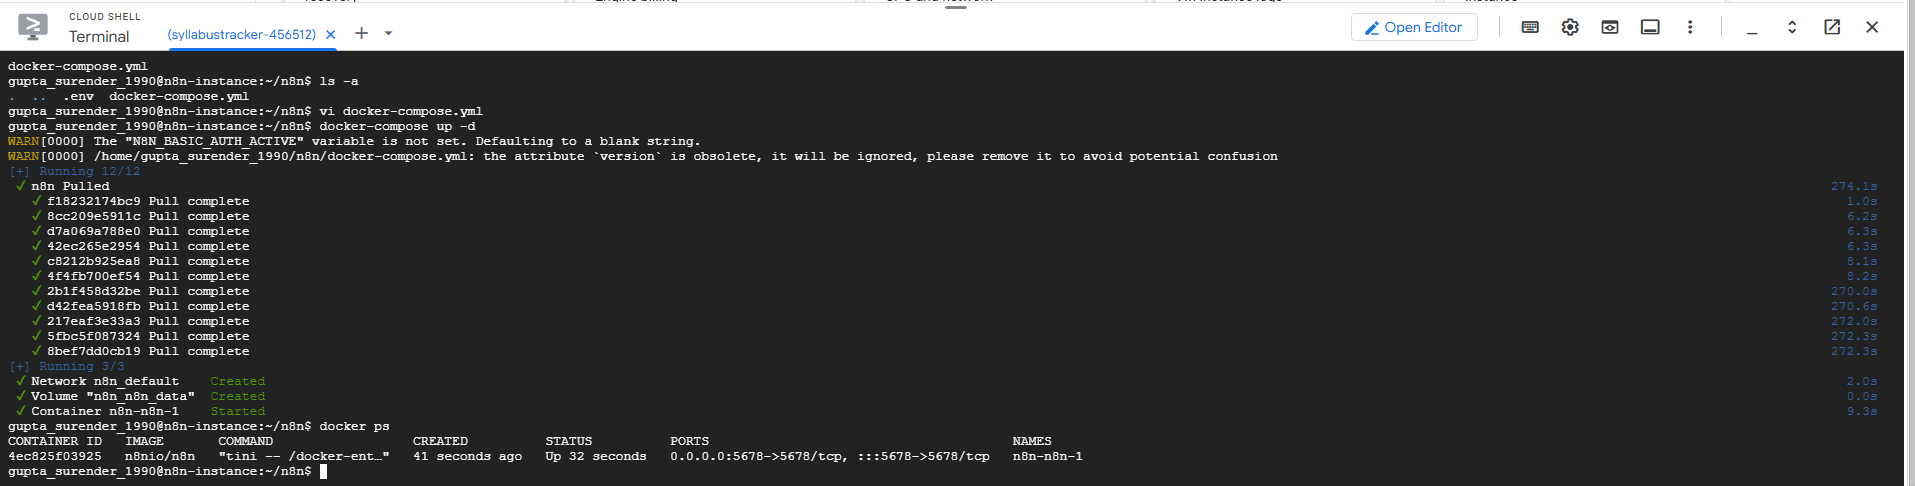 CLOUD SHELL
Terminal
(syllabustracker-456512)
Open Editor
docker-compose.yml
gupta_surender_1990@n8n-instance:~/n8n$ ls -a
.  ..  .env  docker-compose.yml
gupta_surender_1990@n8n-instance:~/n8n$ vi docker-compose.yml
gupta_surender_1990@n8n-instance:~/n8n$ docker-compose up -d
WARN[0000] The "N8N_BASIC_AUTH_ACTIVE" variable is not set. Defaulting to a blank string.
WARN[0000] /home/gupta_surender_1990/n8n/docker-compose.yml: the attribute `version` is obsolete, it will be ignored, please remove it to avoid potential confusion
[+] Running 12/12
✓ n8n Pulled 274.1s
✓ f18232174bc9 Pull complete 1.0s
✓ 8cc209e5911c Pull complete 6.2s
✓ d7a069a788e0 Pull complete 6.3s
✓ 42ec265e2954 Pull complete 6.3s
✓ c8212b925ea8 Pull complete 8.1s
✓ 4f4fb700ef54 Pull complete 8.2s
✓ 2b1f458d32be Pull complete 270.0s
✓ d42fea5918fb Pull complete 270.6s
✓ 217eaf3e33a3 Pull complete 272.0s
✓ 5fbc5f087324 Pull complete 272.3s
✓ 8bef7dd0cb19 Pull complete 272.3s
[+] Running 3/3
✓ Network n8n_default Created 2.0s
✓ Volume "n8n_n8n_data" Created 0.0s
✓ Container n8n-n8n-1 Started 9.3s
gupta_surender_1990@n8n-instance:~/n8n$ docker ps
CONTAINER ID IMAGE COMMAND CREATED STATUS PORTS NAMES
4ec825f03925 n8nio/n8n "tini -- /docker-ent…" 41 seconds ago Up 32 seconds 0.0.0.0:5678->5678/tcp, :::5678->5678/tcp n8n-n8n-1
gupta_surender_1990@n8n-instance:~/n8n$